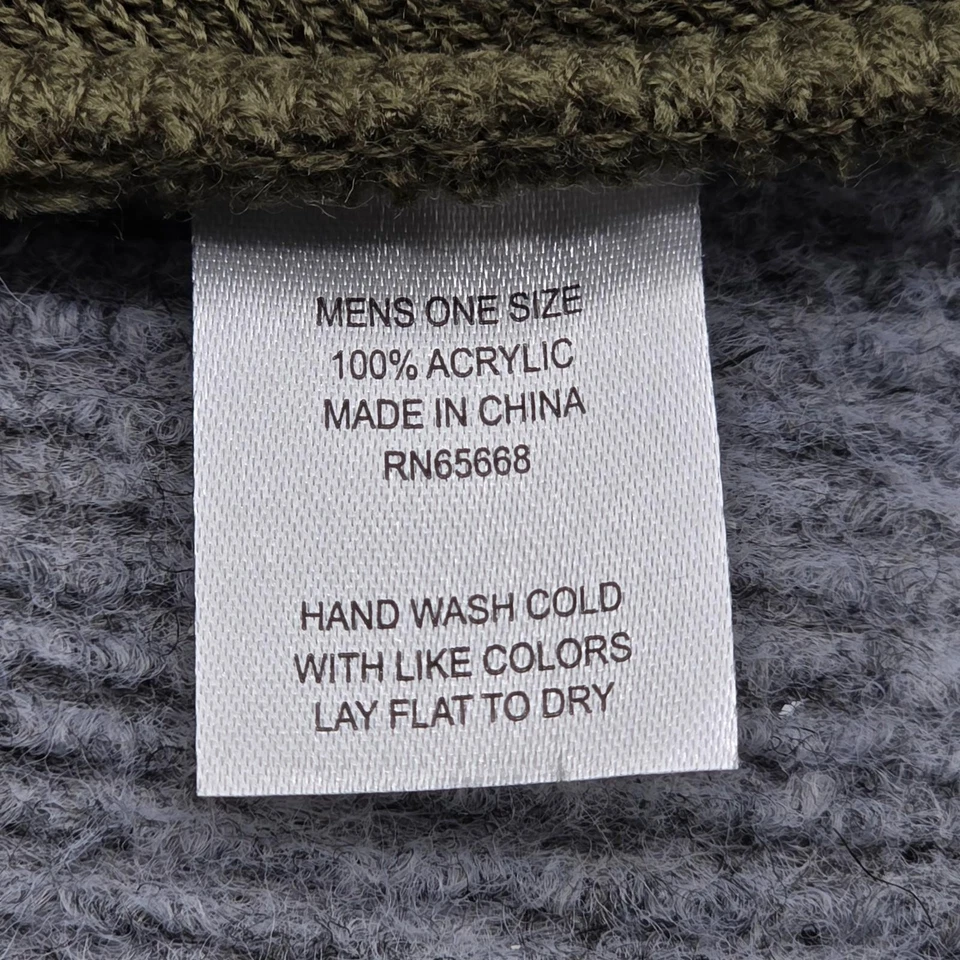 MENS ONE SIZE
100% ACRYLIC
MADE IN CHINA
RN65668
HAND WASH COLD
WITH LIKE COLORS
LAY FLAT TO DRY